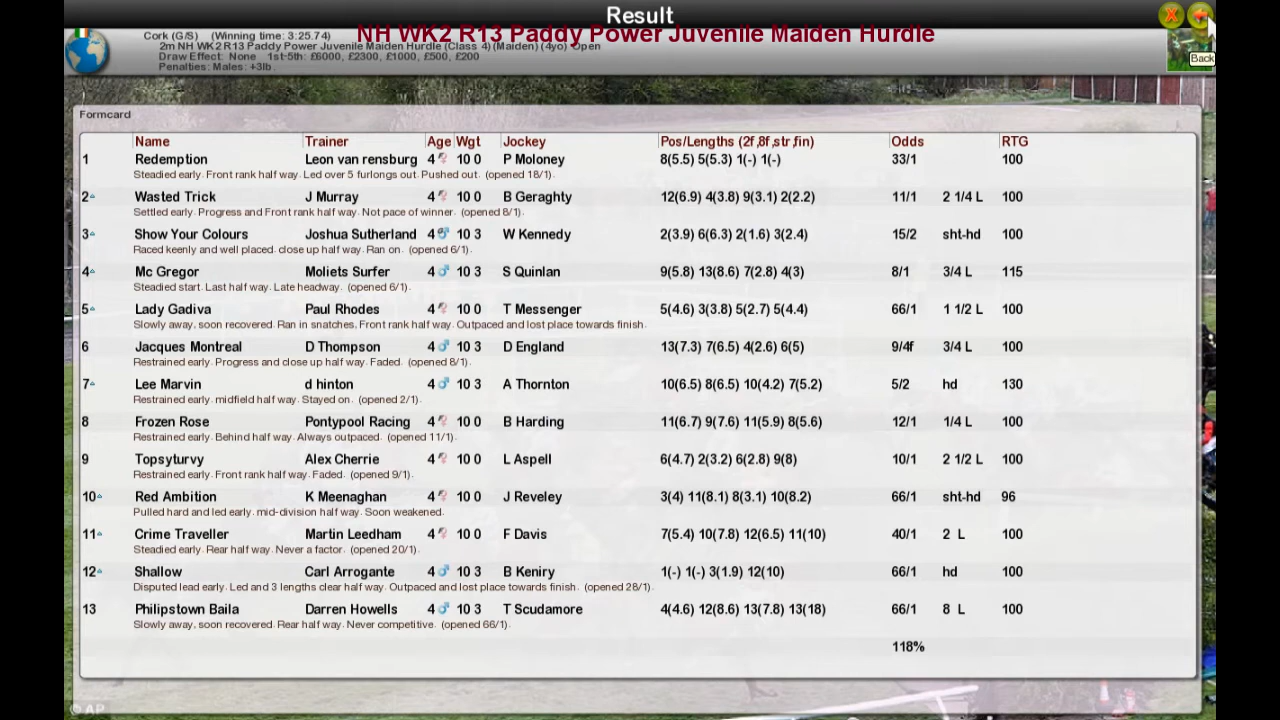 Result
NH WK2 R13 Paddy Power Juvenile Maiden Hurdle
Cork (G/S) (Winning time: 3:25.74)
2m NH WK2 R13 Paddy Power Juvenile Maiden Hurdle (Class 4) (Maiden) (4yo) Open
Draw Effect: None 1st-5th: £6000, £2300, £1000, £500, £200
Penalties: Males: +3lb.
Back
Formcard
Name Trainer Age Wgt Jockey Pos/Lengths (2f,8f,str,fin) Odds RTG
1 Redemption Leon van rensburg 4 10 0 P Moloney 8(5.5) 5(5.3) 1(-) 1(-) 33/1 100
Steadied early. Front rank half way. Led over 5 furlongs out. Pushed out. (opened 18/1).
2 Wasted Trick J Murray 4 10 0 B Geraghty 12(6.9) 4(3.8) 9(3.1) 2(2.2) 11/1 2 1/4 L 100
Settled early. Progress and Front rank half way. Not pace of winner. (opened 8/1).
3 Show Your Colours Joshua Sutherland 4 10 3 W Kennedy 2(3.9) 6(6.3) 2(1.6) 3(2.4) 15/2 sht-hd 100
Raced keenly and well placed. close up half way. Ran on. (opened 6/1).
4 Mc Gregor Moliets Surfer 4 10 3 S Quinlan 9(5.8) 13(8.6) 7(2.8) 4(3) 8/1 3/4 L 115
Steadied start. Last half way. Late headway. (opened 6/1).
5 Lady Gadiva Paul Rhodes 4 10 0 T Messenger 5(4.6) 3(3.8) 5(2.7) 5(4.4) 66/1 1 1/2 L 100
Slowly away, soon recovered. Ran in snatches. Front rank half way. Outpaced and lost place towards finish.
6 Jacques Montreal D Thompson 4 10 3 D England 13(7.3) 7(6.5) 4(2.6) 6(5) 9/4f 3/4 L 100
Restrained early. Progress and close up half way. Faded. (opened 8/1).
7 Lee Marvin d hinton 4 10 3 A Thornton 10(6.5) 8(6.5) 10(4.2) 7(5.2) 5/2 hd 130
Restrained early. midfield half way. Stayed on. (opened 2/1).
8 Frozen Rose Pontypool Racing 4 10 0 B Harding 11(6.7) 9(7.6) 11(5.9) 8(5.6) 12/1 1/4 L 100
Restrained early. Behind half way. Always outpaced. (opened 11/1).
9 Topsyturvy Alex Cherrie 4 10 0 L Aspell 6(4.7) 2(3.2) 6(2.8) 9(8) 10/1 2 1/2 L 100
Restrained early. Front rank half way. Faded. (opened 9/1).
10 Red Ambition K Meenaghan 4 10 0 J Reveley 3(4) 11(8.1) 8(3.1) 10(8.2) 66/1 sht-hd 96
Pulled hard and led early. mid-division half way. Soon weakened.
11 Crime Traveller Martin Leedham 4 10 0 F Davis 7(5.4) 10(7.8) 12(6.5) 11(10) 40/1 2 L 100
Steadied early. Rear half way. Never a factor. (opened 20/1).
12 Shallow Carl Arrogante 4 10 3 B Keniry 1(-) 1(-) 3(1.9) 12(10) 66/1 hd 100
Disputed lead early. Led and 3 lengths clear half way. Outpaced and lost place towards finish. (opened 28/1).
13 Philipstown Baila Darren Howells 4 10 3 T Scudamore 4(4.6) 12(8.6) 13(7.8) 13(18) 66/1 8 L 100
Slowly away, soon recovered. Rear half way. Never competitive. (opened 66/1).
118%
© AP